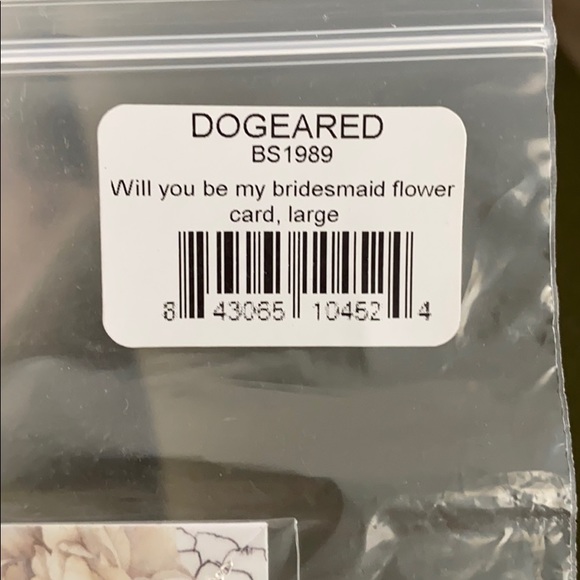 DOGEARED
BS1989
Will you be my bridesmaid flower
card, large
8 43065 10452 4